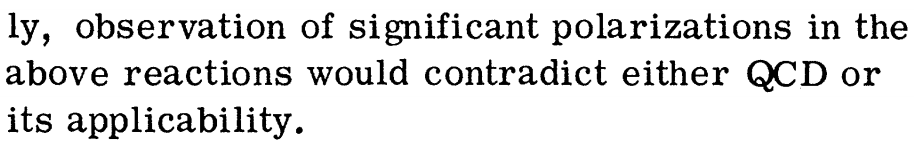 ly, observation of significant polarizations in the
above reactions would contradict either QCD or
its applicability.